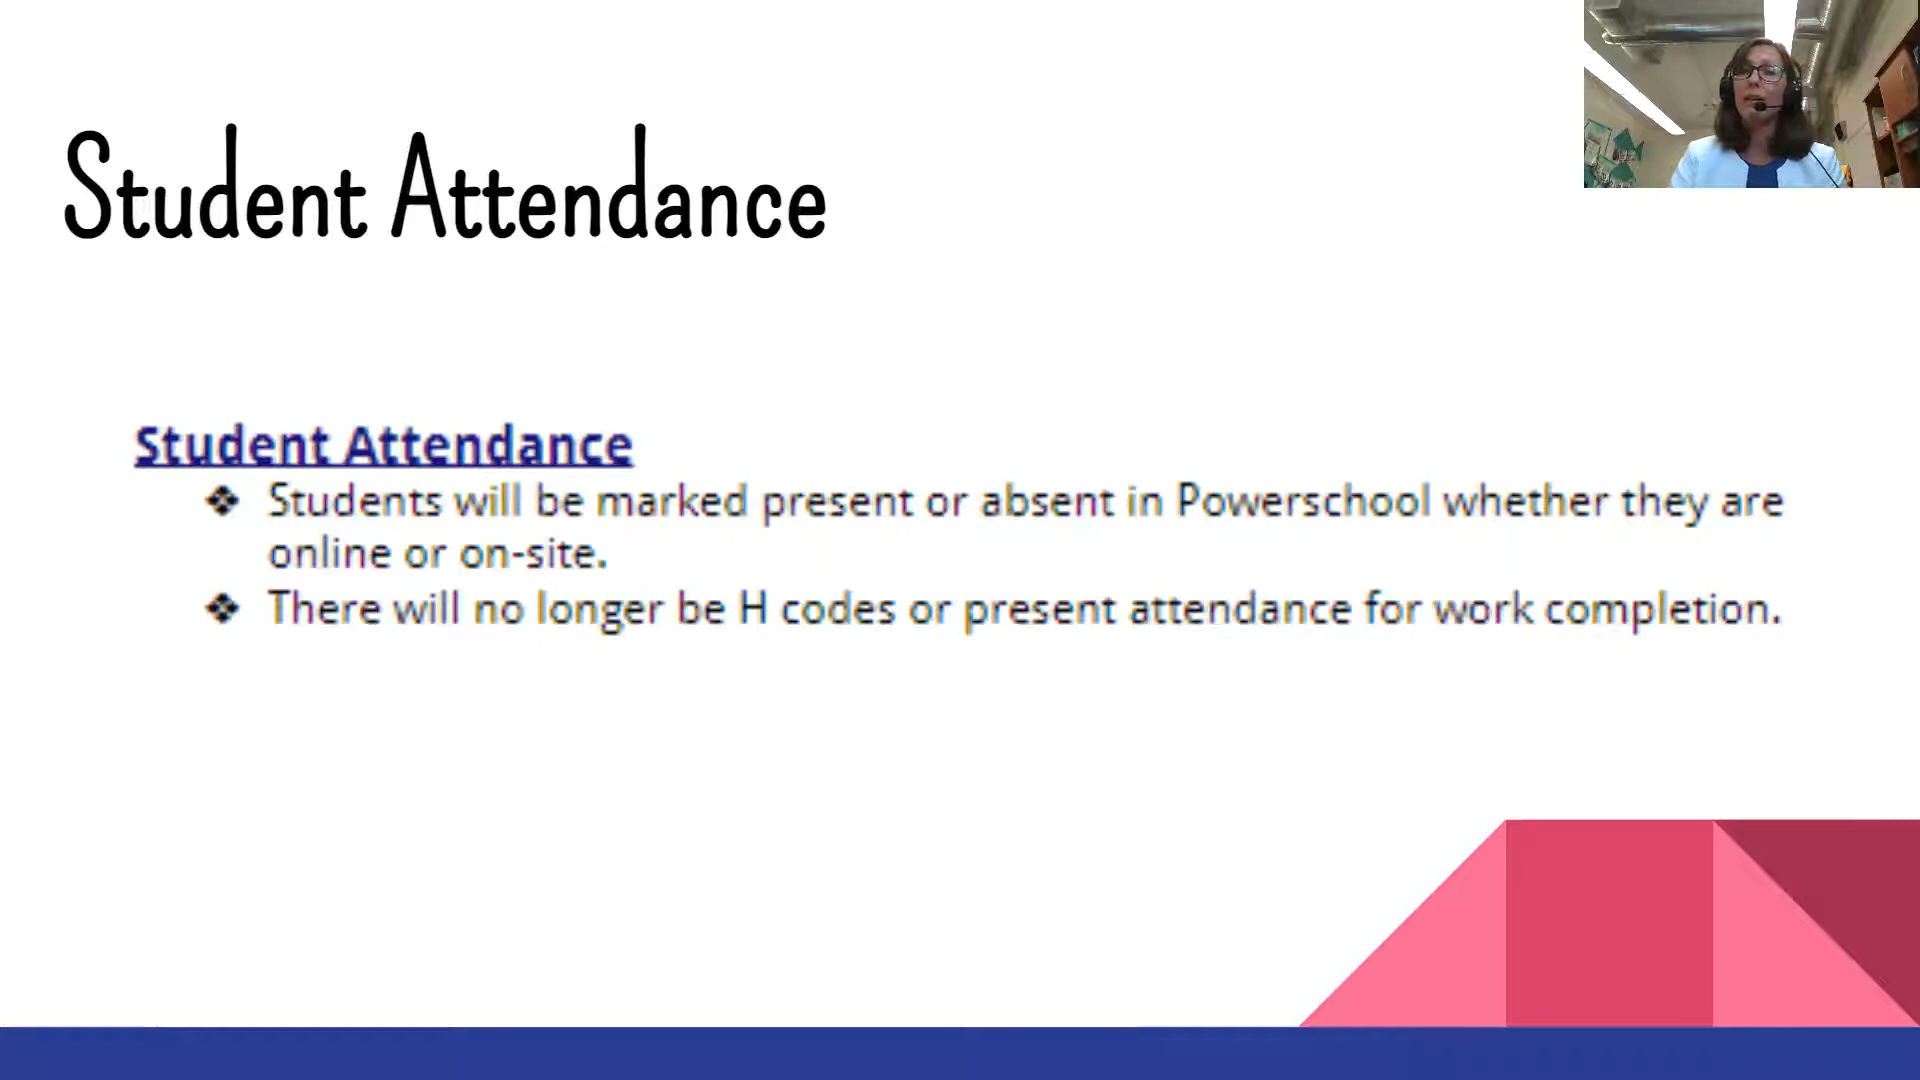 Student Attendance
Student Attendance
❖ Students will be marked present or absent in Powerschool whether they are
online or on-site.
❖ There will no longer be H codes or present attendance for work completion.